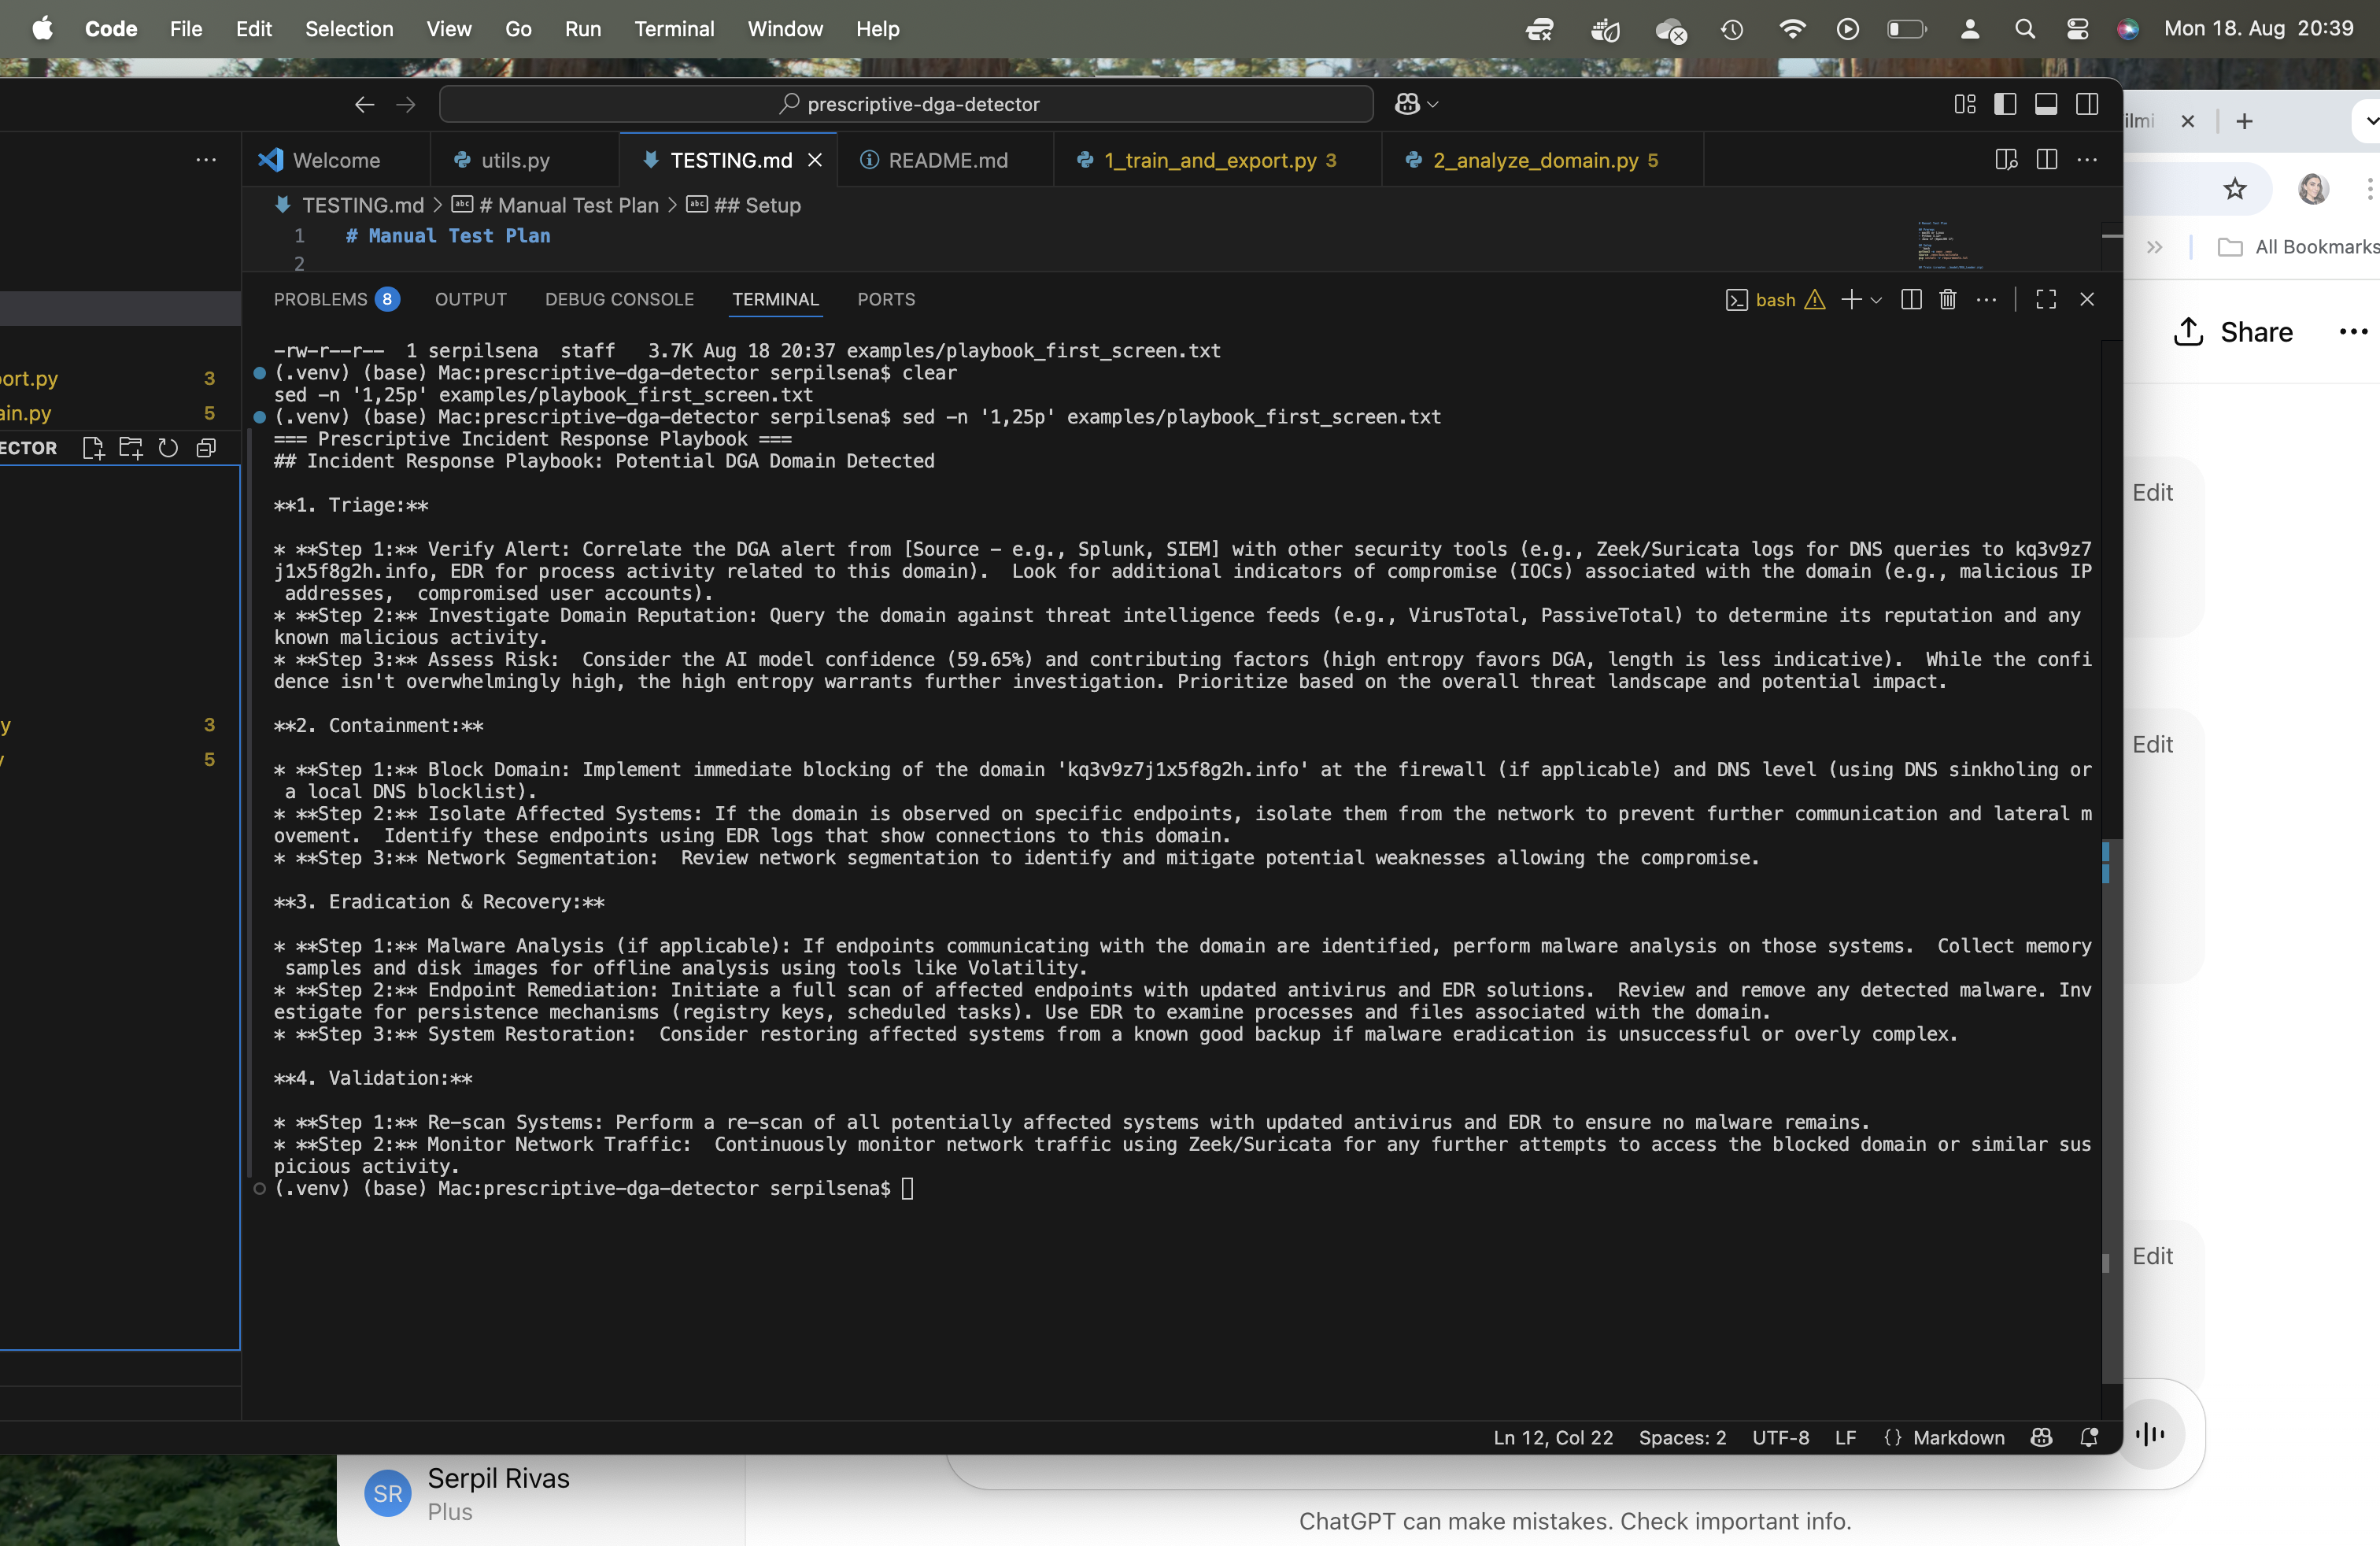 Code File Edit Selection View Go Run Terminal Window Help Mon 18. Aug 20:39
prescriptive-dga-detector
Welcome utils.py TESTING.md README.md 1_train_and_export.py 3 2_analyze_domain.py 5
TESTING.md > # Manual Test Plan > ## Setup
1 # Manual Test Plan
2
PROBLEMS 8 OUTPUT DEBUG CONSOLE TERMINAL PORTS bash
-rw-r--r--  1 serpilsena  staff   3.7K Aug 18 20:37 examples/playbook_first_screen.txt
(.venv) (base) Mac:prescriptive-dga-detector serpilsena$ clear
sed -n '1,25p' examples/playbook_first_screen.txt
(.venv) (base) Mac:prescriptive-dga-detector serpilsena$ sed -n '1,25p' examples/playbook_first_screen.txt
=== Prescriptive Incident Response Playbook ===
## Incident Response Playbook: Potential DGA Domain Detected
**1. Triage:**
* **Step 1:** Verify Alert: Correlate the DGA alert from [Source - e.g., Splunk, SIEM] with other security tools (e.g., Zeek/Suricata logs for DNS queries to kq3v9z7
j1x5f8g2h.info, EDR for process activity related to this domain).  Look for additional indicators of compromise (IOCs) associated with the domain (e.g., malicious IP
addresses,  compromised user accounts).
* **Step 2:** Investigate Domain Reputation: Query the domain against threat intelligence feeds (e.g., VirusTotal, PassiveTotal) to determine its reputation and any
known malicious activity.
* **Step 3:** Assess Risk:  Consider the AI model confidence (59.65%) and contributing factors (high entropy favors DGA, length is less indicative).  While the confi
dence isn't overwhelmingly high, the high entropy warrants further investigation. Prioritize based on the overall threat landscape and potential impact.
**2. Containment:**
* **Step 1:** Block Domain: Implement immediate blocking of the domain 'kq3v9z7j1x5f8g2h.info' at the firewall (if applicable) and DNS level (using DNS sinkholing or
a local DNS blocklist).
* **Step 2:** Isolate Affected Systems: If the domain is observed on specific endpoints, isolate them from the network to prevent further communication and lateral m
ovement.  Identify these endpoints using EDR logs that show connections to this domain.
* **Step 3:** Network Segmentation:  Review network segmentation to identify and mitigate potential weaknesses allowing the compromise.
**3. Eradication & Recovery:**
* **Step 1:** Malware Analysis (if applicable): If endpoints communicating with the domain are identified, perform malware analysis on those systems.  Collect memory
samples and disk images for offline analysis using tools like Volatility.
* **Step 2:** Endpoint Remediation: Initiate a full scan of affected endpoints with updated antivirus and EDR solutions.  Review and remove any detected malware. Inv
estigate for persistence mechanisms (registry keys, scheduled tasks). Use EDR to examine processes and files associated with the domain.
* **Step 3:** System Restoration:  Consider restoring affected systems from a known good backup if malware eradication is unsuccessful or overly complex.
**4. Validation:**
* **Step 1:** Re-scan Systems: Perform a re-scan of all potentially affected systems with updated antivirus and EDR to ensure no malware remains.
* **Step 2:** Monitor Network Traffic:  Continuously monitor network traffic using Zeek/Suricata for any further attempts to access the blocked domain or similar sus
picious activity.
(.venv) (base) Mac:prescriptive-dga-detector serpilsena$
ort.py 3
ain.py 5
ECTOR
y 3
5
Ln 12, Col 22 Spaces: 2 UTF-8 LF {} Markdown
ilmi
All Bookmarks
Share
Edit
Edit
Edit
SR Serpil Rivas
Plus
ChatGPT can make mistakes. Check important info.